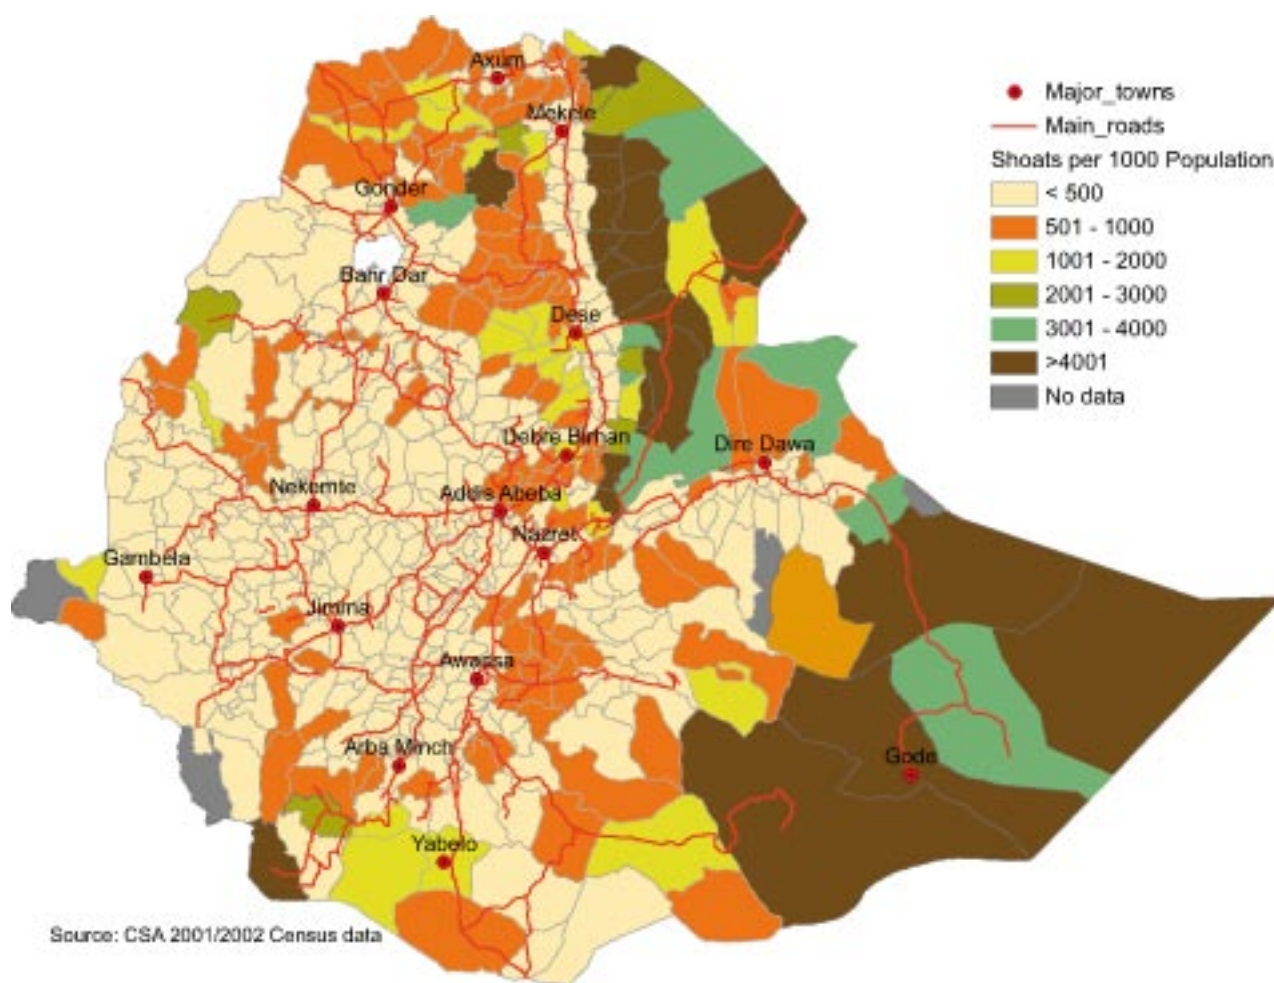 Axum
Mekele
Gonder
Bahr Dar
Dese
Debre Birhan
Dire Dawa
Nekemte
Addis Abeba
Nazret
Gambela
Jimma
Awassa
Arba Minch
Gode
Yabelo
Major_towns
Main_roads
Shoats per 1000 Population
< 500
501 - 1000
1001 - 2000
2001 - 3000
3001 - 4000
>4001
No data
Source: CSA 2001/2002 Census data